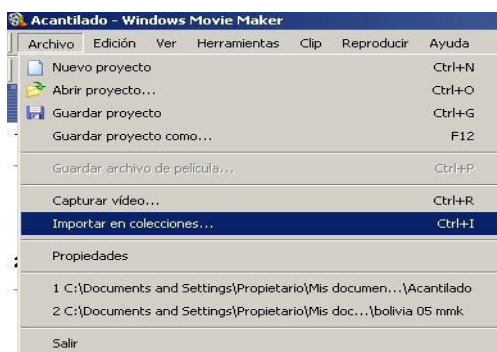 Acantilado - Windows Movie Maker
Archivo Edición Ver Herramientas Clip Reproducir Ayuda
Nuevo proyecto Ctrl+N
Abrir proyecto... Ctrl+O
Guardar proyecto Ctrl+G
Guardar proyecto como... F12
Guardar archivo de película... Ctrl+P
Capturar vídeo... Ctrl+R
Importar en colecciones... Ctrl+I
Propiedades
1 C:\Documents and Settings\Propietario\Mis documen...\Acantilado
2 C:\Documents and Settings\Propietario\Mis doc...\bolivia 05 mmk
Salir